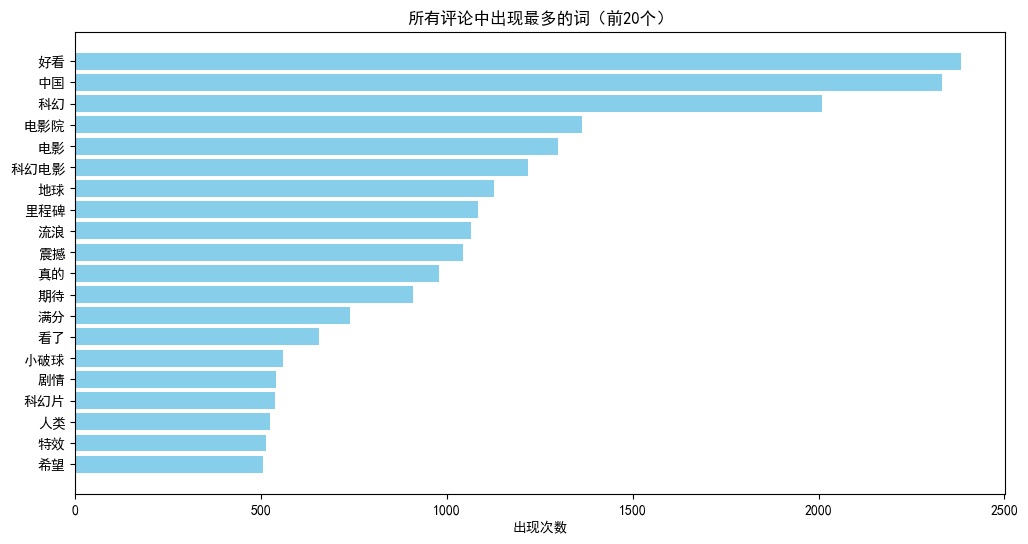 所有评论中出现最多的词（前20个）
好看
中国
科幻
电影院
电影
科幻电影
地球
里程碑
流浪
震撼
真的
期待
满分
看了
小破球
剧情
科幻片
人类
特效
希望
0 500 1000 1500 2000 2500
出现次数